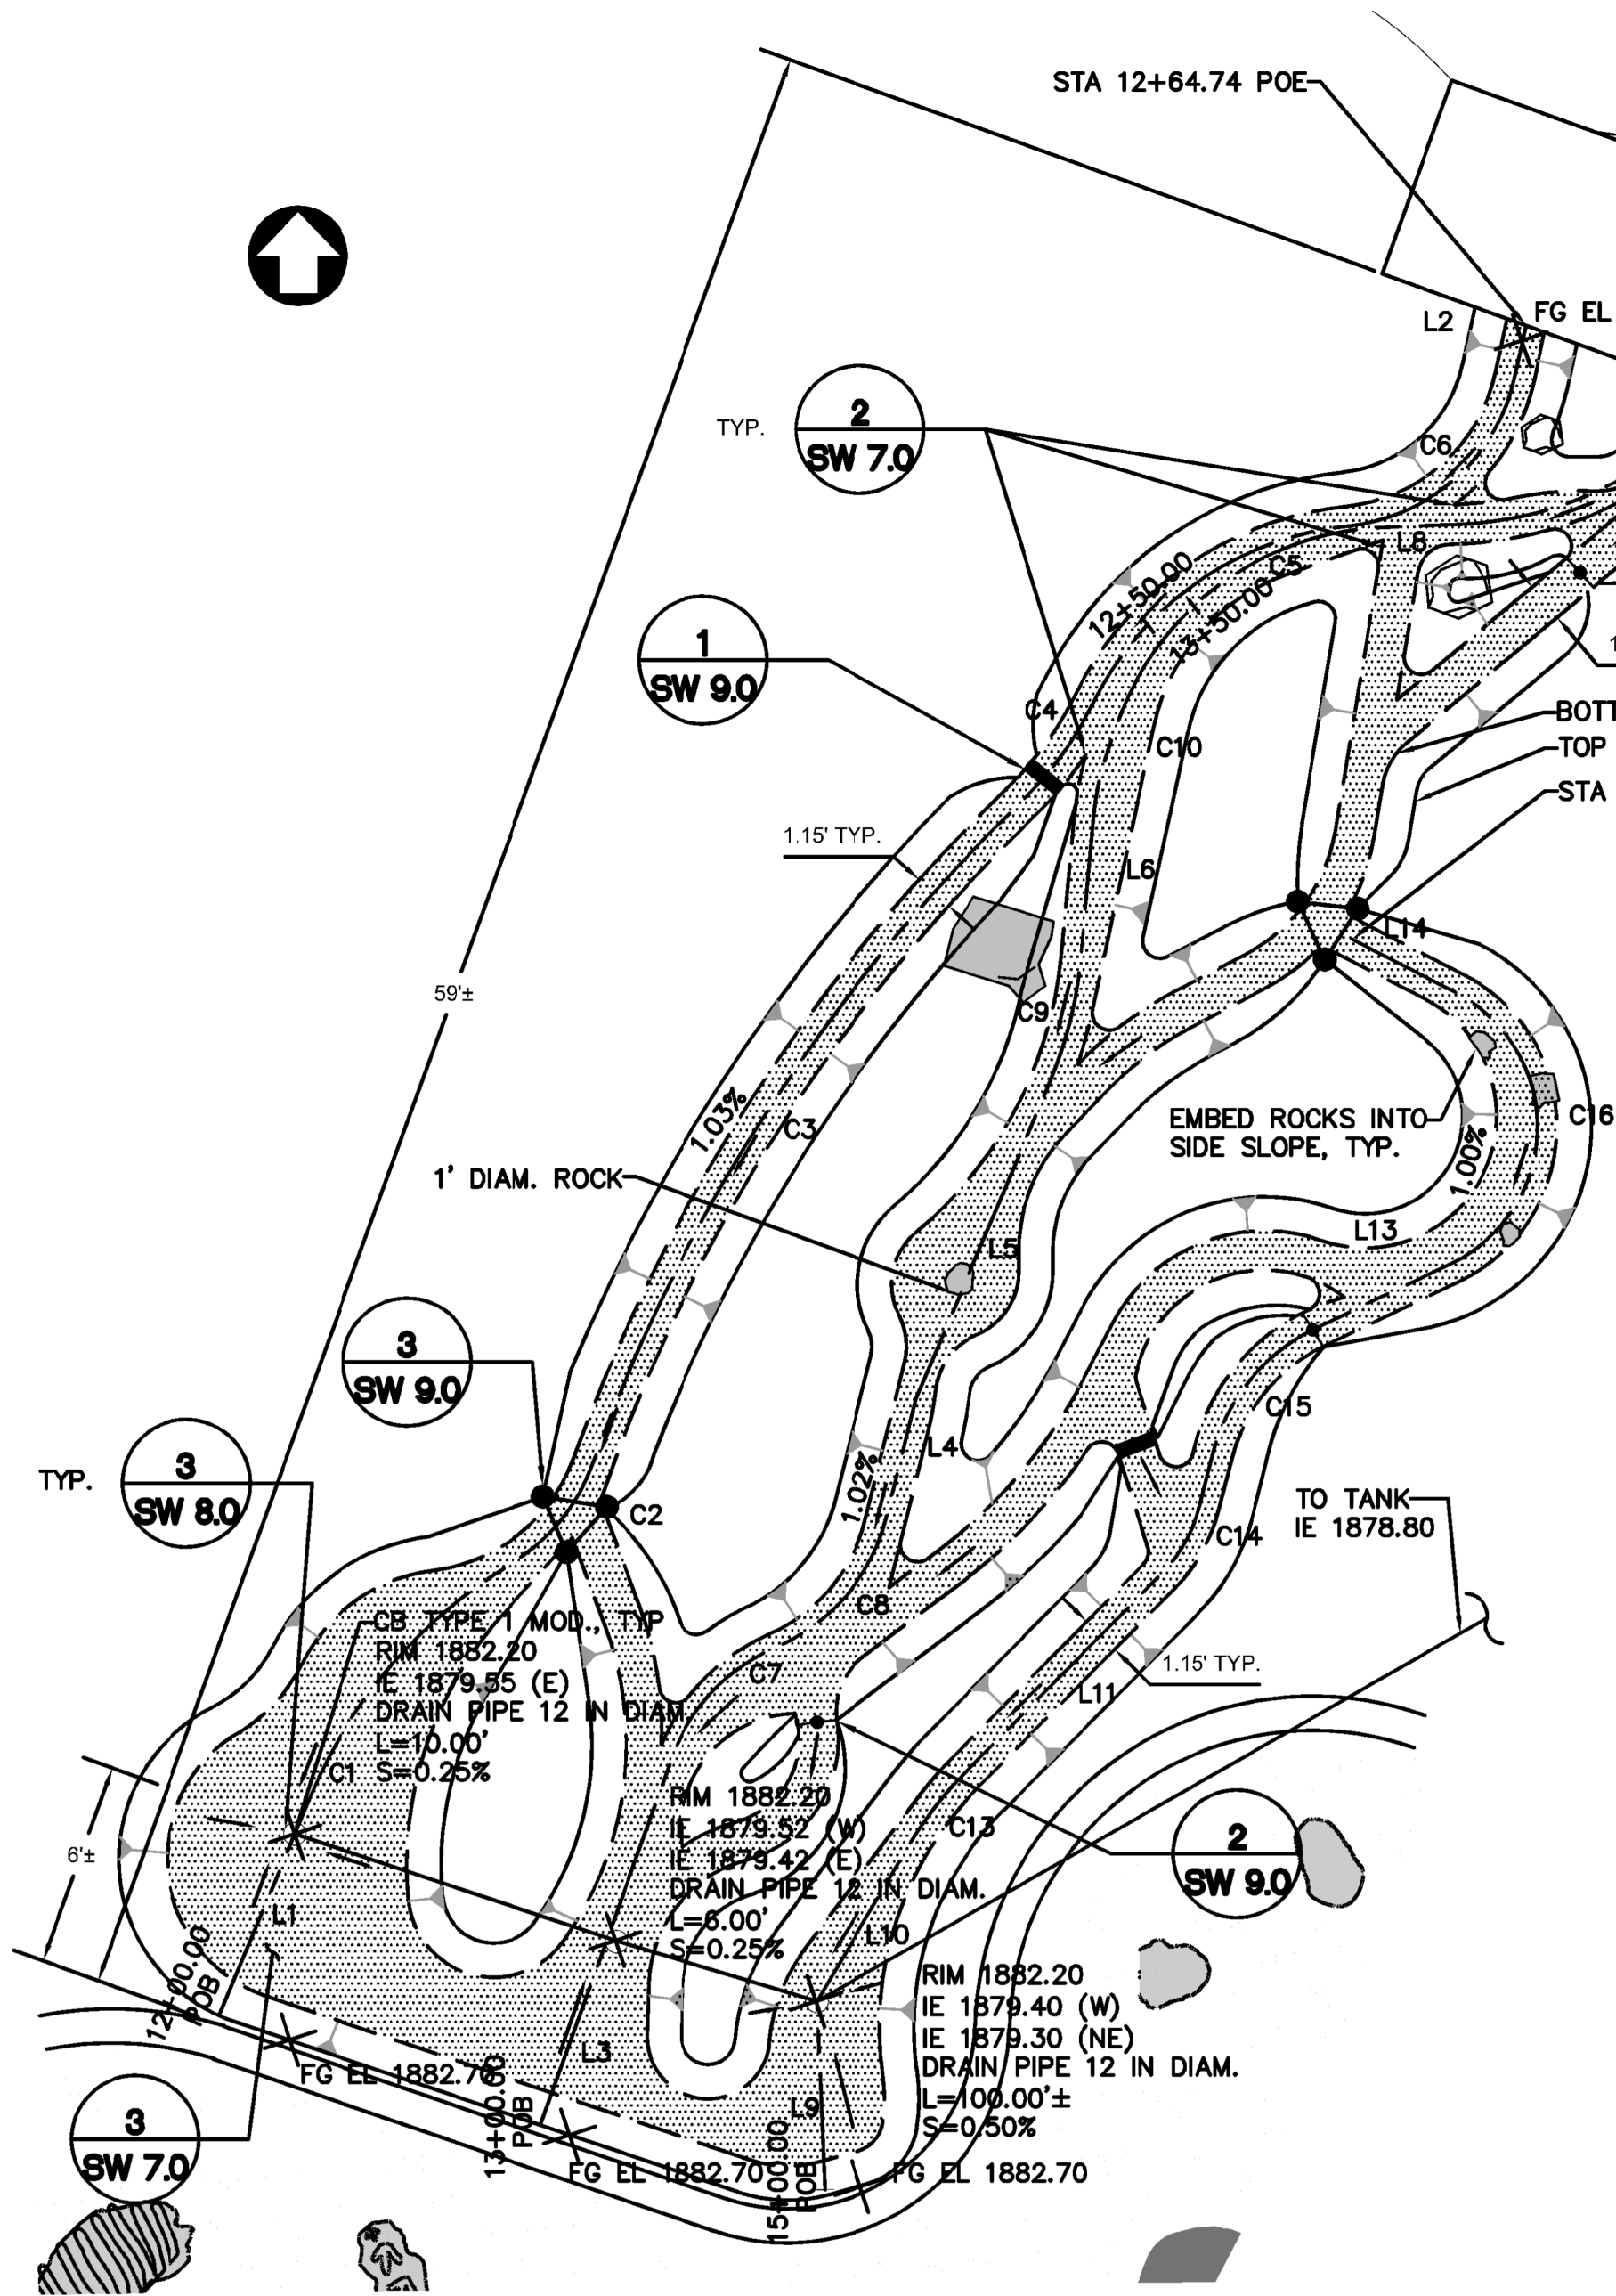 STA 12+64.74 POE
L2
FG EL
TYP.
2
SW 7.0
C6
L8
12+50.00
C5
13+50.00
1
SW 9.0
1
C4
BOTT
C10
TOP
STA
1.15' TYP.
L6
L14
59'±
C9
1.03%
C3
EMBED ROCKS INTO
SIDE SLOPE, TYP.
C16
1.00%
1' DIAM. ROCK
L13
L5
3
SW 9.0
C15
L4
TYP.
3
SW 8.0
1.02%
C2
TO TANK
IE 1878.80
C14
C8
CB TYPE 1 MOD., TYP
RIM 1882.20
IE 1879.55 (E)
DRAIN PIPE 12 IN DIAM.
L=10.00'
S=0.25%
C7
1.15' TYP.
L11
C1
RIM 1882.20
IE 1879.52 (W)
IE 1879.42 (E)
DRAIN PIPE 12 IN DIAM.
L=6.00'
S=0.25%
C13
2
SW 9.0
6'±
L1
L10
12+00.00
POB
RIM 1882.20
IE 1879.40 (W)
IE 1879.30 (NE)
DRAIN PIPE 12 IN DIAM.
L=100.00'±
S=0.50%
L3
FG EL 1882.70
13+00.00
POB
L9
3
SW 7.0
FG EL 1882.70
15+00.00
POB
FG EL 1882.70